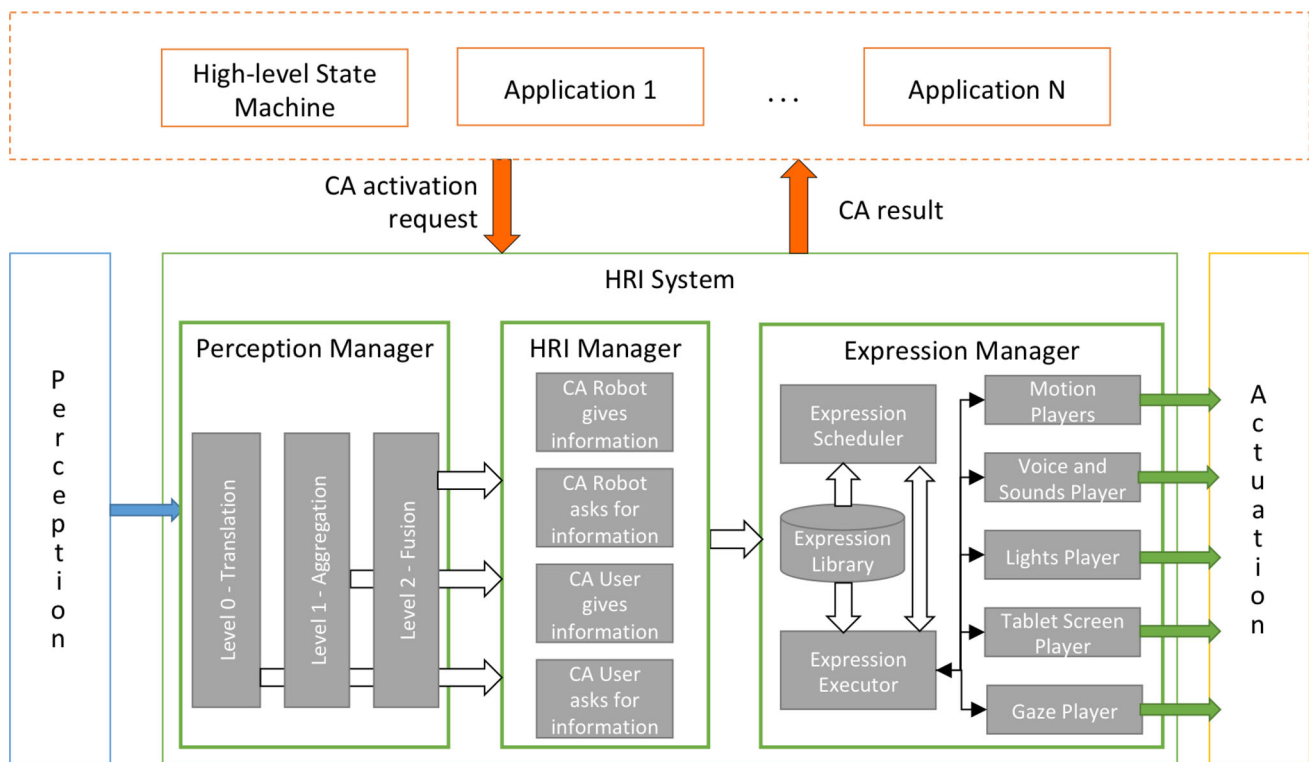 High-level State
Machine
Application 1
...
Application N
CA activation
request
CA result
Perception
HRI System
Perception Manager
Level 0 - Translation
Level 1 - Aggregation
Level 2 - Fusion
HRI Manager
CA Robot
gives
information
CA Robot
asks for
information
CA User
gives
information
CA User
asks for
information
Expression Manager
Expression
Scheduler
Expression
Library
Expression
Executor
Motion
Players
Voice and
Sounds Player
Lights Player
Tablet Screen
Player
Gaze Player
Actuation